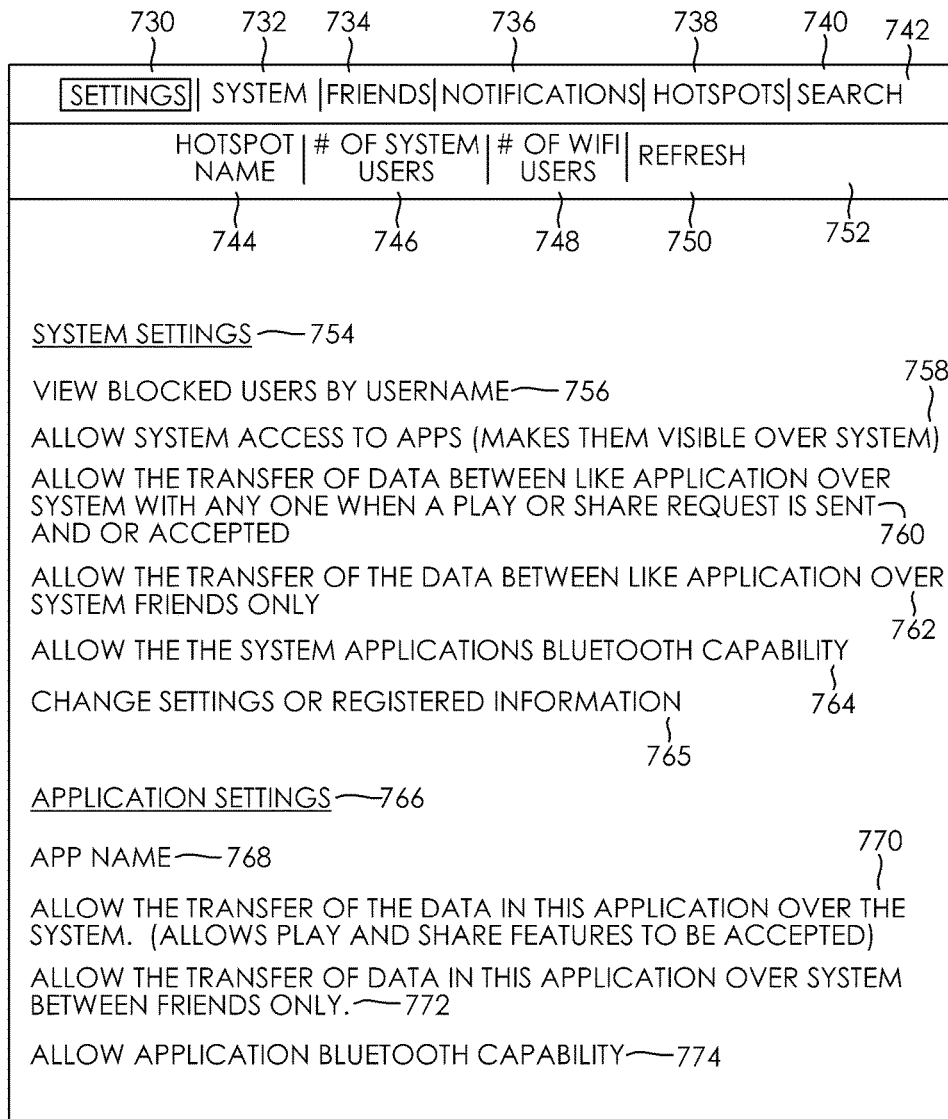 730 732 734 736 738 740 742
SETTINGS | SYSTEM | FRIENDS | NOTIFICATIONS | HOTSPOTS | SEARCH
HOTSPOT | # OF SYSTEM | # OF WIFI | REFRESH
NAME USERS USERS
744 746 748 750 752
SYSTEM SETTINGS 754
VIEW BLOCKED USERS BY USERNAME 756
758
ALLOW SYSTEM ACCESS TO APPS (MAKES THEM VISIBLE OVER SYSTEM)
ALLOW THE TRANSFER OF DATA BETWEEN LIKE APPLICATION OVER
SYSTEM WITH ANY ONE WHEN A PLAY OR SHARE REQUEST IS SENT
AND OR ACCEPTED 760
ALLOW THE TRANSFER OF THE DATA BETWEEN LIKE APPLICATION OVER
SYSTEM FRIENDS ONLY 762
ALLOW THE THE SYSTEM APPLICATIONS BLUETOOTH CAPABILITY
CHANGE SETTINGS OR REGISTERED INFORMATION 764
765
APPLICATION SETTINGS 766
APP NAME 768
770
ALLOW THE TRANSFER OF THE DATA IN THIS APPLICATION OVER THE
SYSTEM. (ALLOWS PLAY AND SHARE FEATURES TO BE ACCEPTED)
ALLOW THE TRANSFER OF DATA IN THIS APPLICATION OVER SYSTEM
BETWEEN FRIENDS ONLY. 772
ALLOW APPLICATION BLUETOOTH CAPABILITY 774